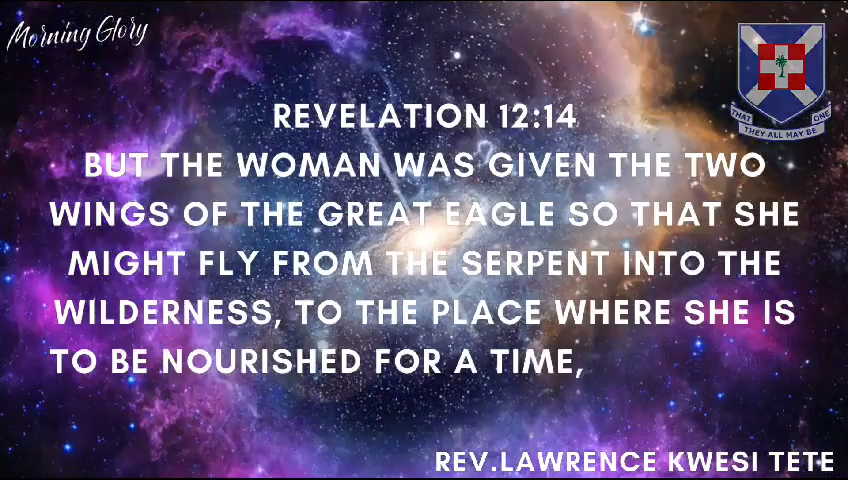 Morning Glory
THAT
ONE
THEY ALL MAY BE
REVELATION 12:14
BUT THE WOMAN WAS GIVEN THE TWO
WINGS OF THE GREAT EAGLE SO THAT SHE
MIGHT FLY FROM THE SERPENT INTO THE
WILDERNESS, TO THE PLACE WHERE SHE IS
TO BE NOURISHED FOR A TIME,
REV.LAWRENCE KWESI TETE